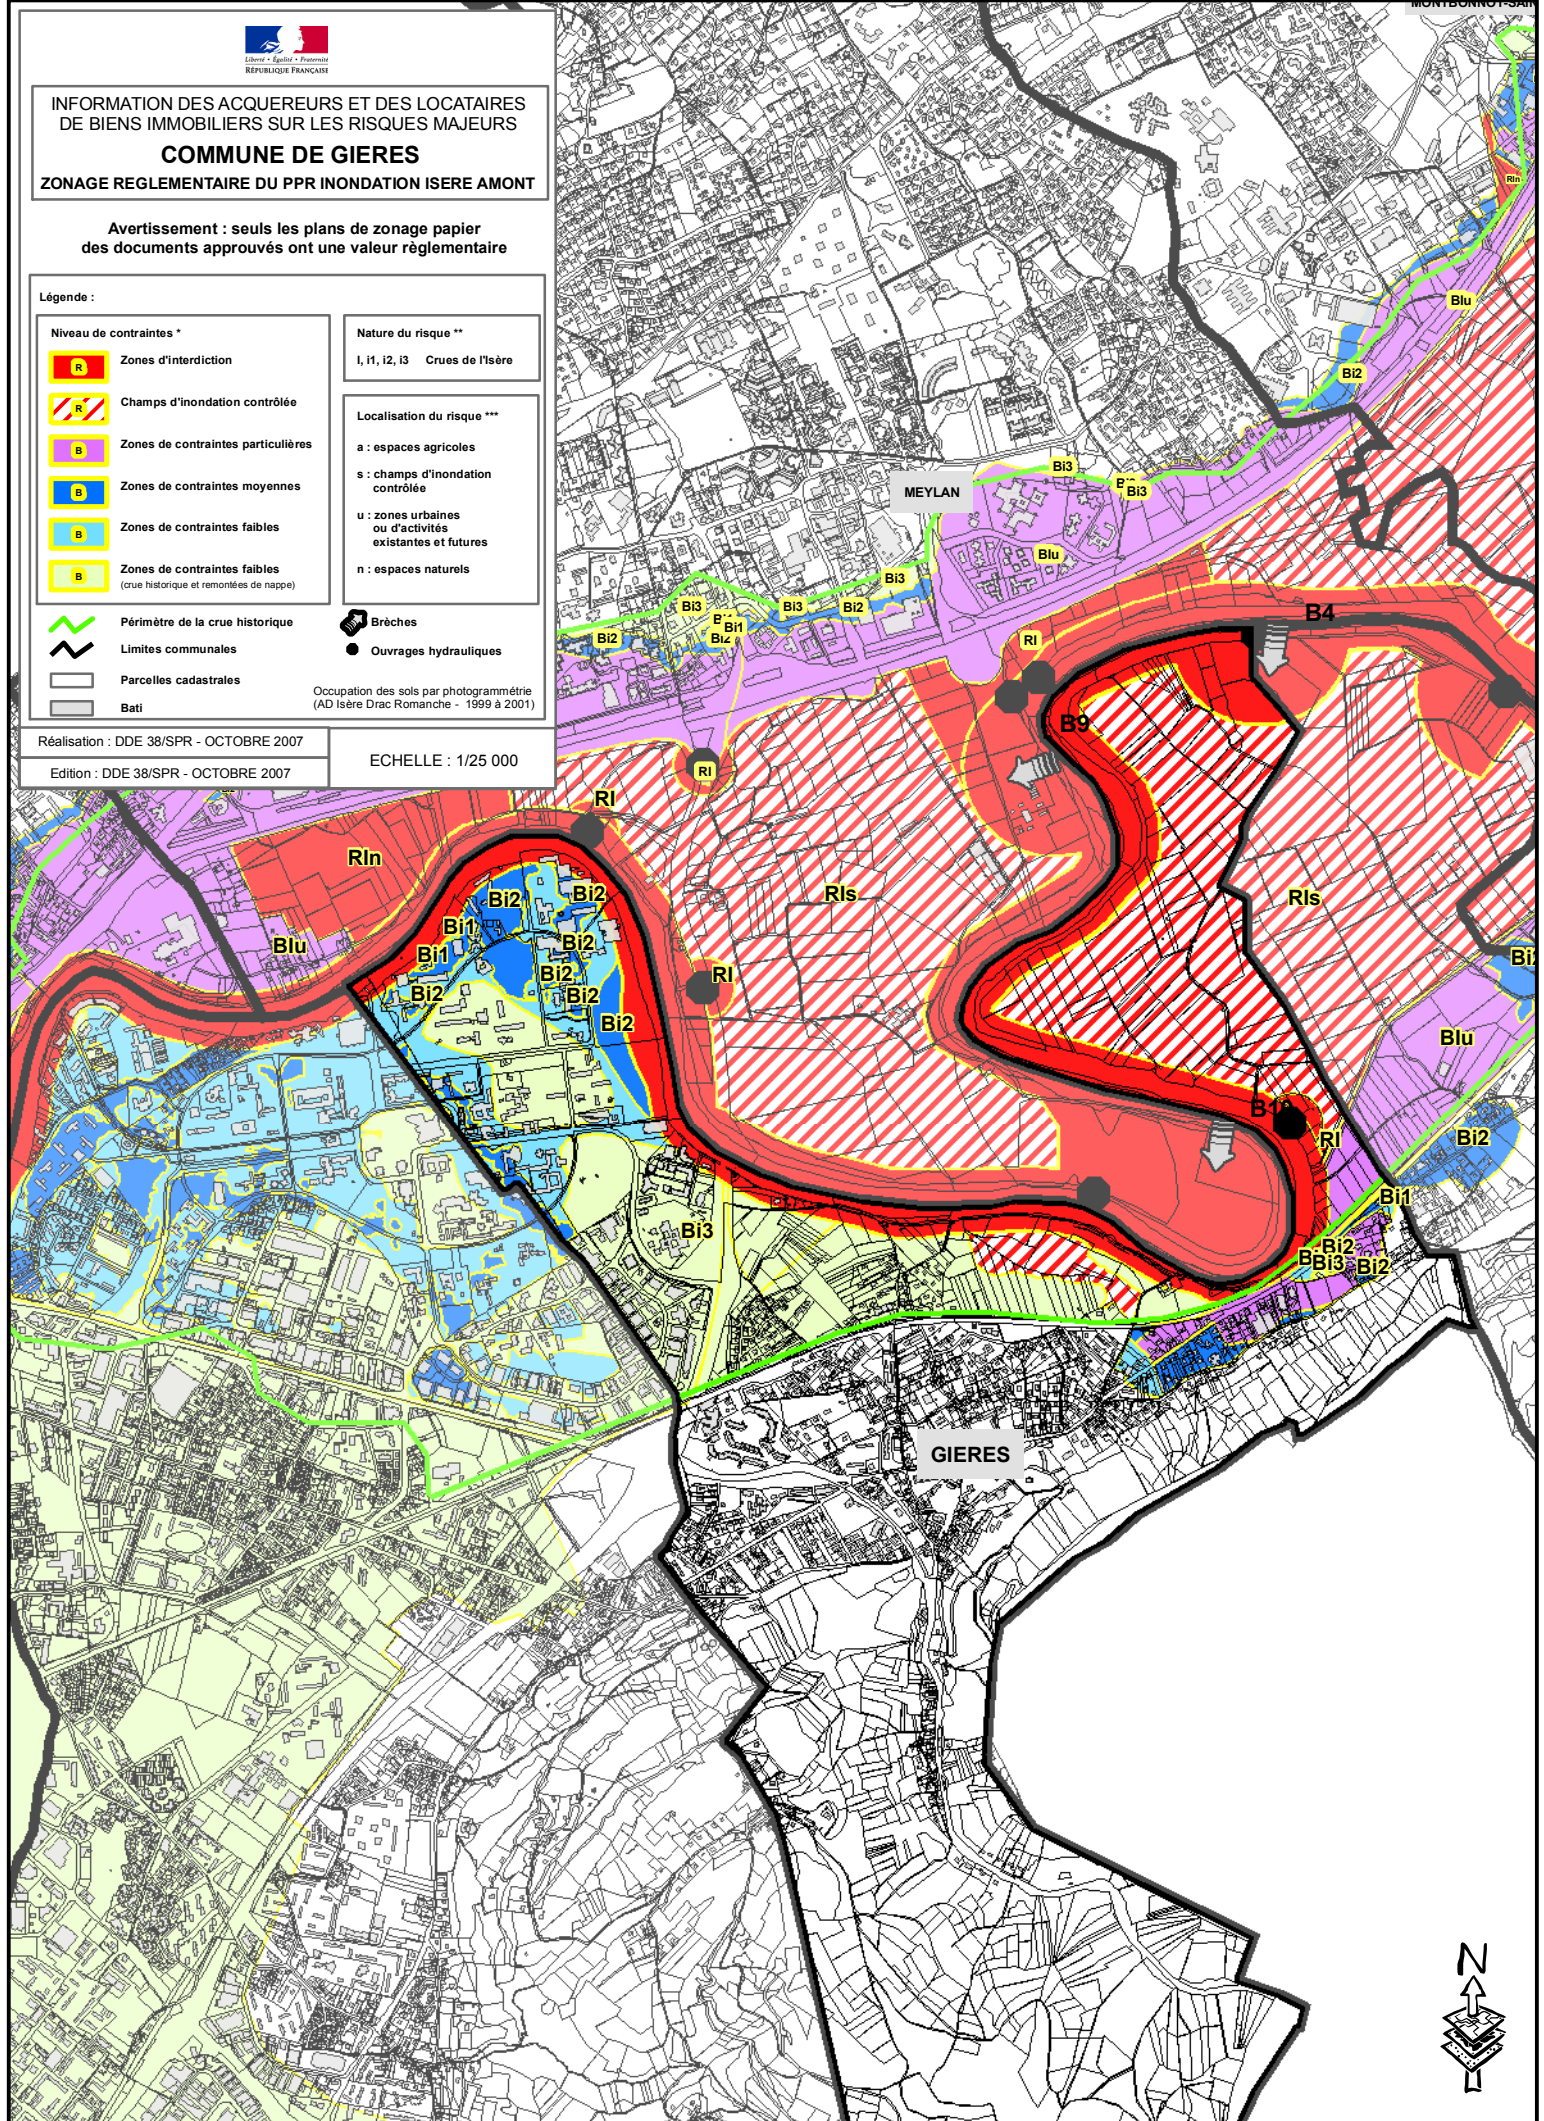 MONTBONNOT-SAIN
Liberté • Égalité • Fraternité
RÉPUBLIQUE FRANÇAISE
INFORMATION DES ACQUEREURS ET DES LOCATAIRES
DE BIENS IMMOBILIERS SUR LES RISQUES MAJEURS
COMMUNE DE GIERES
ZONAGE REGLEMENTAIRE DU PPR INONDATION ISERE AMONT
Avertissement : seuls les plans de zonage papier
des documents approuvés ont une valeur règlementaire
Légende :
Niveau de contraintes *
R Zones d'interdiction
R Champs d'inondation contrôlée
B Zones de contraintes particulières
B Zones de contraintes moyennes
B Zones de contraintes faibles
B Zones de contraintes faibles
(crue historique et remontées de nappe)
Nature du risque **
I, i1, i2, i3 Crues de l'Isère
Localisation du risque ***
a : espaces agricoles
s : champs d'inondation
contrôlée
u : zones urbaines
ou d'activités
existantes et futures
n : espaces naturels
Périmètre de la crue historique
Limites communales
Parcelles cadastrales
Bati
Brèches
Ouvrages hydrauliques
Occupation des sols par photogrammétrie
(AD Isère Drac Romanche - 1999 à 2001)
Réalisation : DDE 38/SPR - OCTOBRE 2007
Edition : DDE 38/SPR - OCTOBRE 2007
ECHELLE : 1/25 000
RIn
BIu
Bi2
Bi3
Bi3
MEYLAN
BIu
Bi3
Bi3
Bi3
Bi2
Bi1
Bi2
Bi2
B4
RI
B9
RI
RI
RIn
RIs
RIs
Bi2
Bi2
Bi1
Bi1
BIu
Bi2
Bi2
Bi2
Bi2
RI
Bi2
BIu
B10
RI
Bi2
Bi1
Bi3
Bi2
Bi3
Bi2
GIERES
N